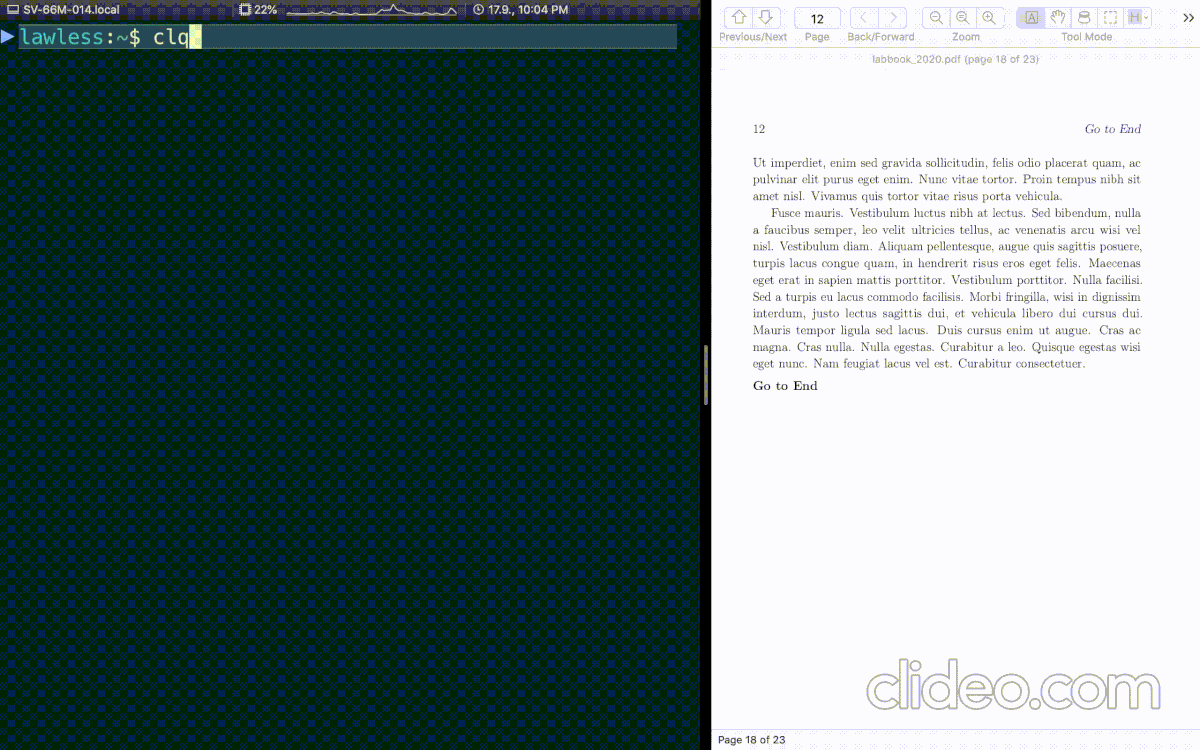 SV-66M-014.local 22% 17.9., 10:04 PM
lawless:~$ clq
12
Previous/Next Page Back/Forward Zoom Tool Mode
labbook_2020.pdf (page 18 of 23)
12 Go to End
Ut imperdiet, enim sed gravida sollicitudin, felis odio placerat quam, ac
pulvinar elit purus eget enim. Nunc vitae tortor. Proin tempus nibh sit
amet nisl. Vivamus quis tortor vitae risus porta vehicula.
Fusce mauris. Vestibulum luctus nibh at lectus. Sed bibendum, nulla
a faucibus semper, leo velit ultricies tellus, ac venenatis arcu wisi vel
nisl. Vestibulum diam. Aliquam pellentesque, augue quis sagittis posuere,
turpis lacus congue quam, in hendrerit risus eros eget felis. Maecenas
eget erat in sapien mattis porttitor. Vestibulum porttitor. Nulla facilisi.
Sed a turpis eu lacus commodo facilisis. Morbi fringilla, wisi in dignissim
interdum, justo lectus sagittis dui, et vehicula libero dui cursus dui.
Mauris tempor ligula sed lacus. Duis cursus enim ut augue. Cras ac
magna. Cras nulla. Nulla egestas. Curabitur a leo. Quisque egestas wisi
eget nunc. Nam feugiat lacus vel est. Curabitur consectetuer.
Go to End
clideo.com
Page 18 of 23